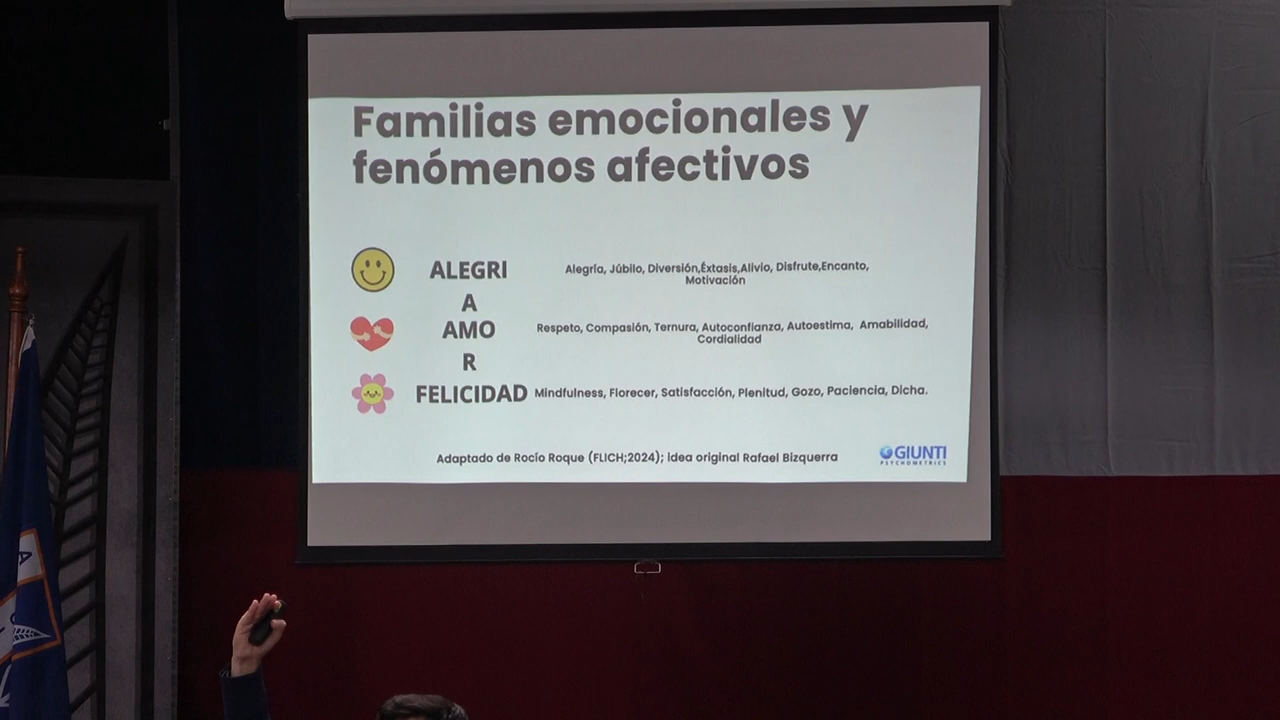 Familias emocionales y
fenómenos afectivos
ALEGRI
A
Alegría, Júbilo, Diversión,Éxtasis,Alivio, Disfrute,Encanto,
Motivación
AMO
R
Respeto, Compasión, Ternura, Autoconfianza, Autoestima, Amabilidad,
Cordialidad
FELICIDAD
Mindfulness, Florecer, Satisfacción, Plenitud, Gozo, Paciencia, Dicha.
Adaptado de Rocío Roque (FLICH;2024); idea original Rafael Bizquerra
GIUNTI
PSYCHOMETRICS
A